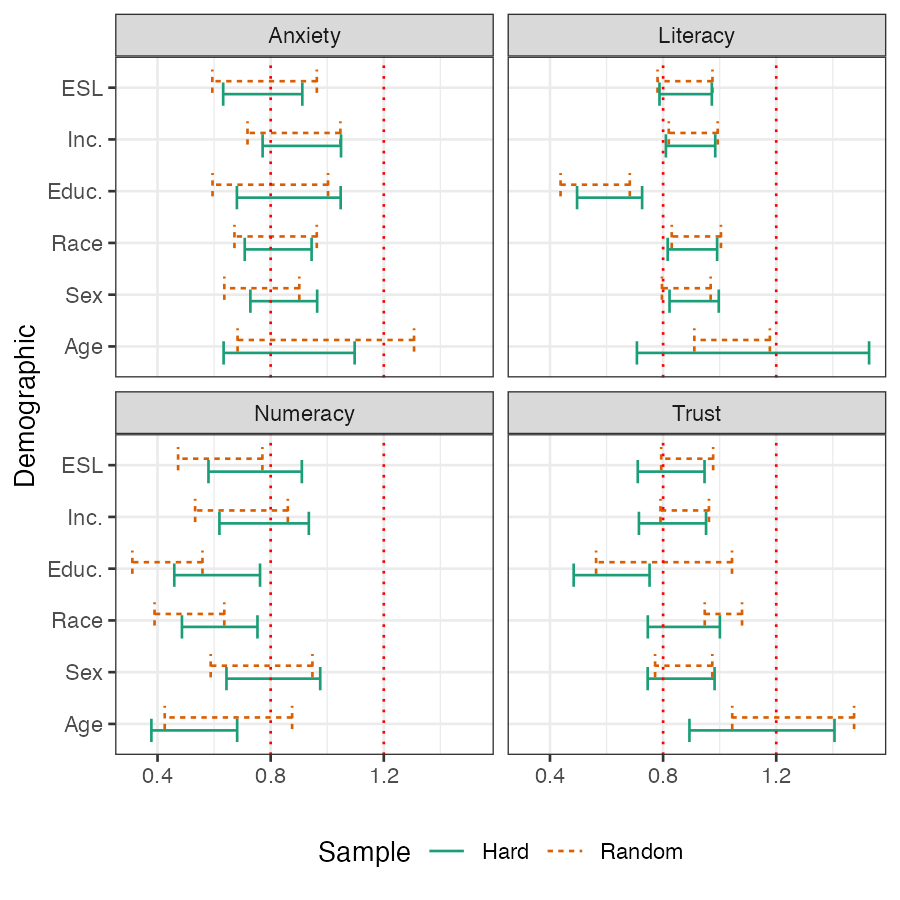 Anxiety
Literacy
ESL
Inc.
Educ.
Race
Sex
Age
Numeracy
Trust
ESL
Inc.
Educ.
Race
Sex
Age
0.4
0.8
1.2
0.4
0.8
1.2
Demographic
Sample
Hard
Random